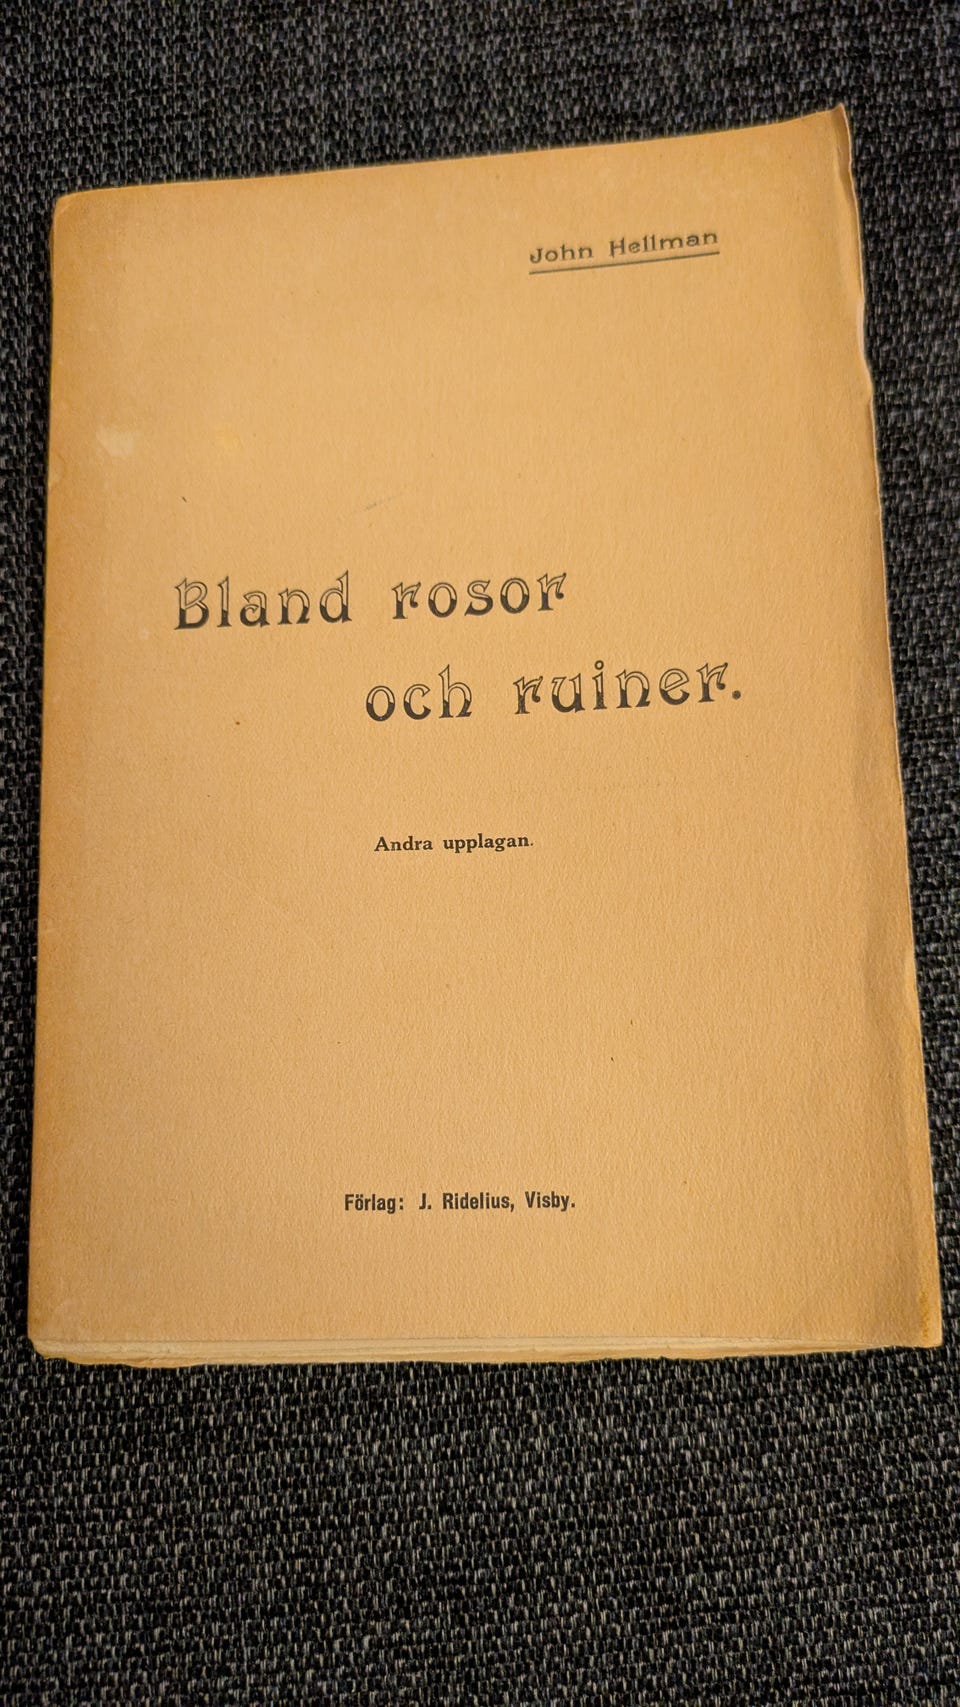 John Hellman
Bland rosor
och ruiner.
Andra upplagan.
Förlag: J. Ridelius, Visby.